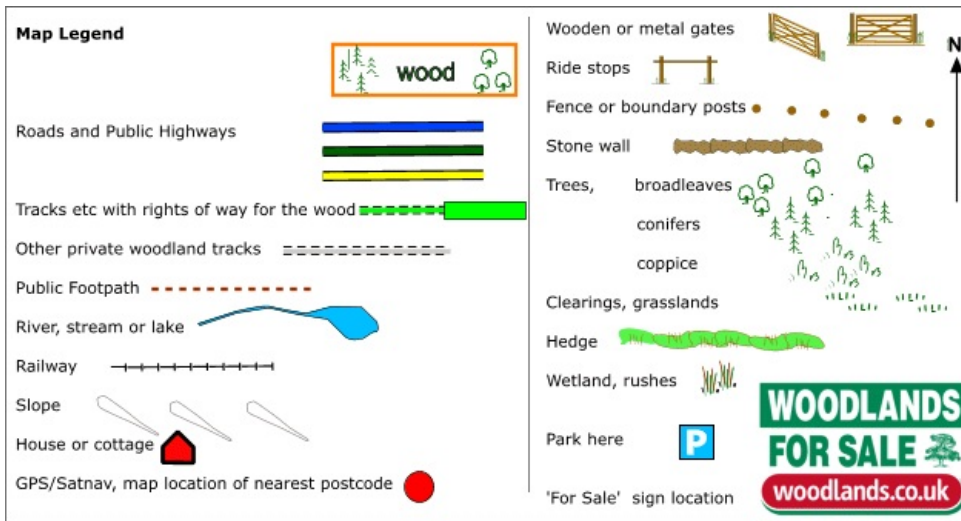 Map Legend
wood
Roads and Public Highways
Tracks etc with rights of way for the wood
Other private woodland tracks
Public Footpath
River, stream or lake
Railway
Slope
House or cottage
GPS/Satnav, map location of nearest postcode
Wooden or metal gates
N
Ride stops
Fence or boundary posts
Stone wall
Trees, broadleaves
conifers
coppice
Clearings, grasslands
Hedge
Wetland, rushes
Park here P
'For Sale' sign location
WOODLANDS
FOR SALE
woodlands.co.uk